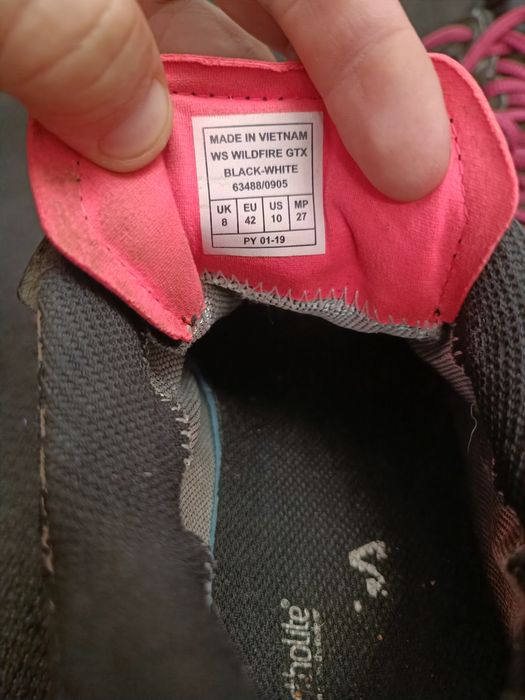 MADE IN VIETNAM
WS WILDFIRE GTX
BLACK-WHITE
63488/0905
UK EU US MP
8 42 10 27
PY 01-19
holite®